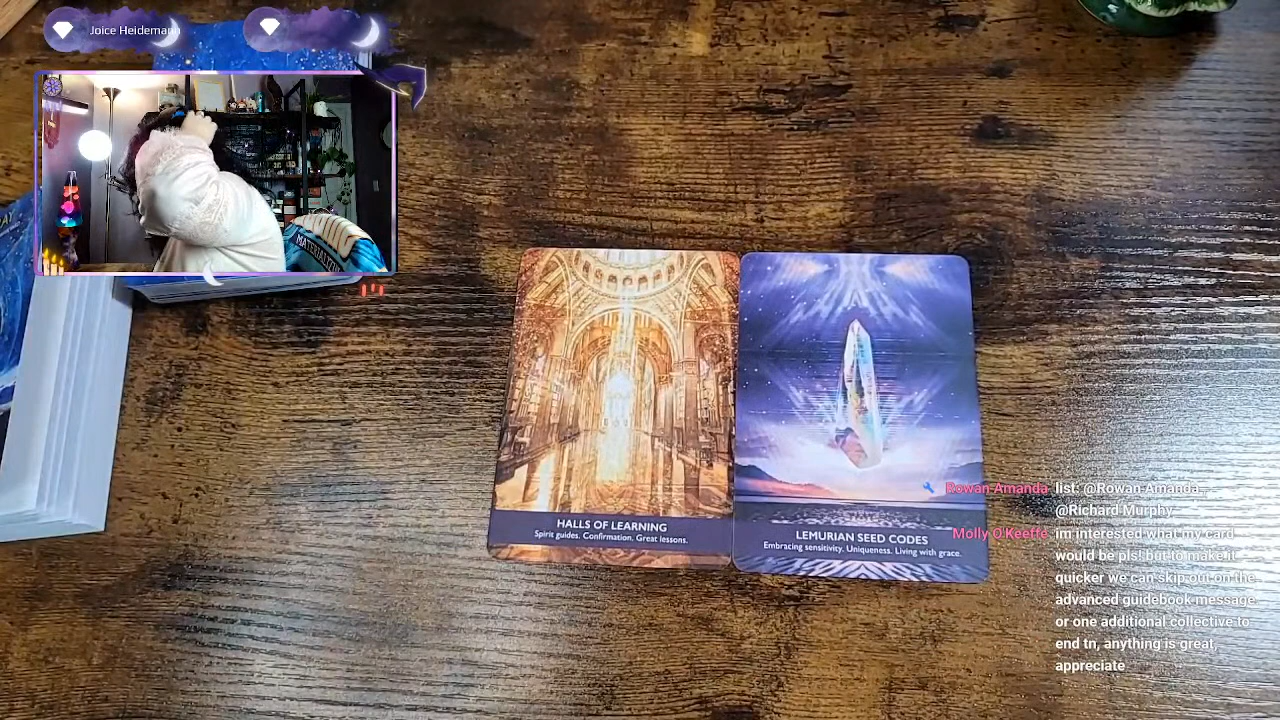 Joice Heidemann
MATERIALIZ
HALLS OF LEARNING
Spirit guides. Confirmation. Great lessons.
LEMURIAN SEED CODES
Embracing sensitivity. Uniqueness. Living with grace.
Rowan-Amanda list: @Rowan-Amanda
@Richard Murphy
Molly O'Keeffe im interested what my card
would be pls! but to make it
quicker we can skip out on the
advanced guidebook message
or one additional collective to
end tn, anything is great,
appreciate